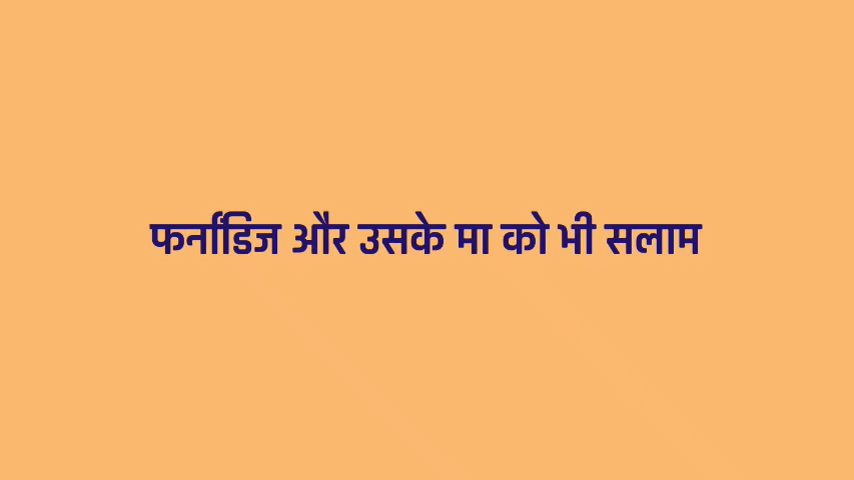 फर्नांडिज और उसके मा को भी सलाम